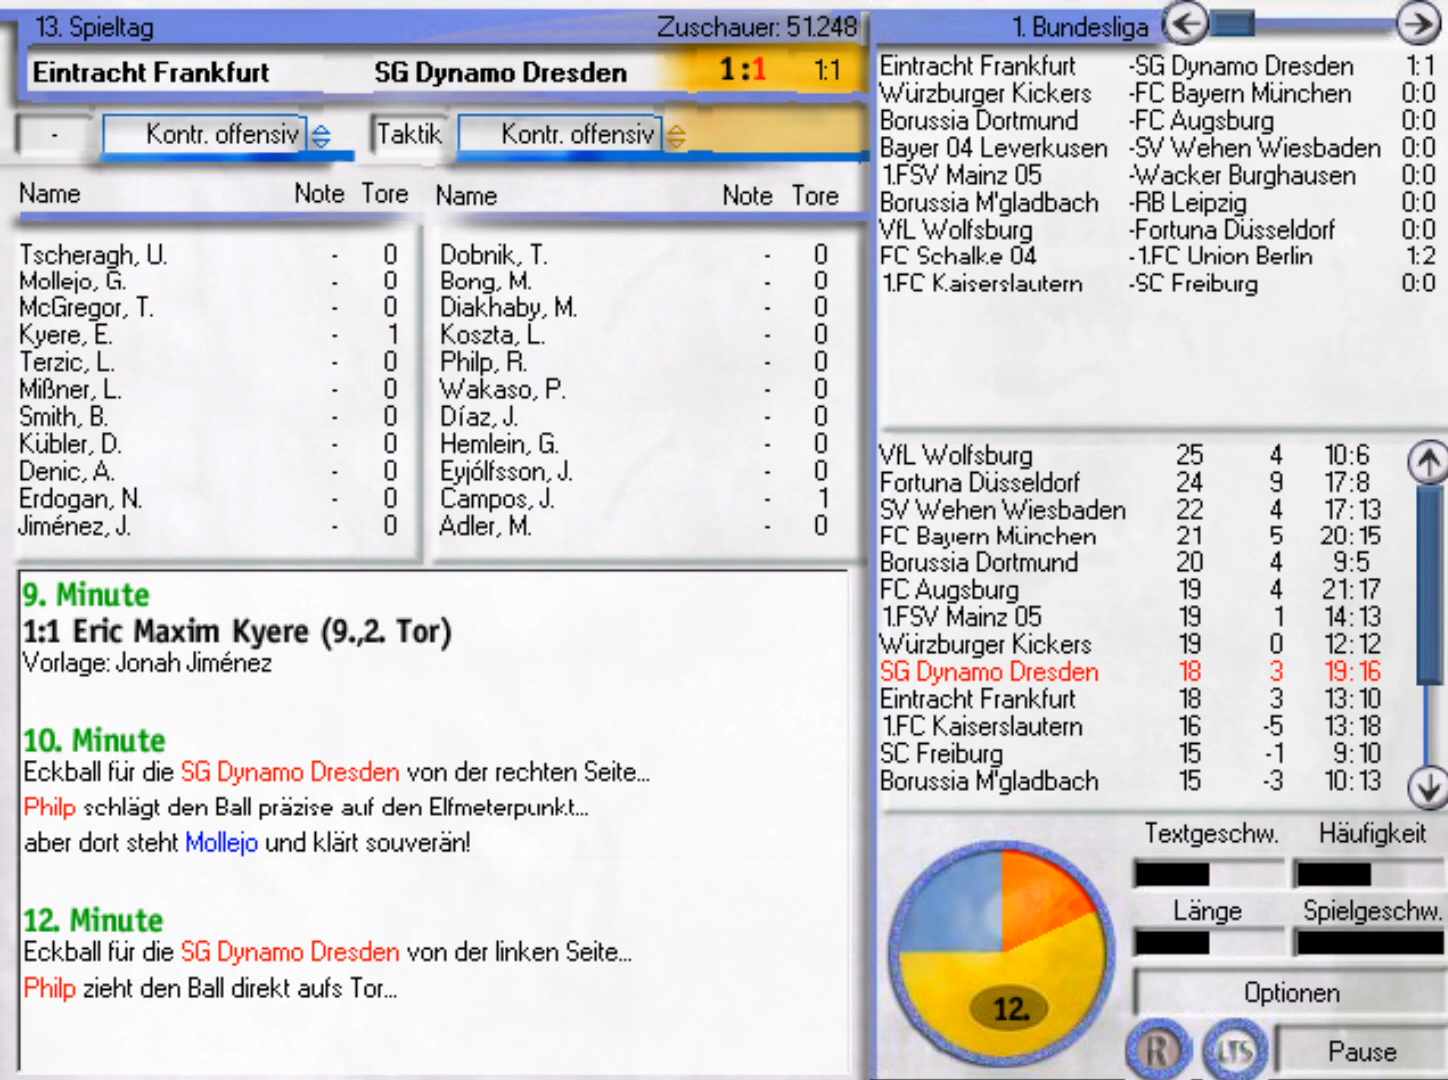 13. Spieltag Zuschauer: 51.248
Eintracht Frankfurt SG Dynamo Dresden 1:1 1:1
- Kontr. offensiv Taktik Kontr. offensiv
Name Note Tore Name Note Tore
Tscheragh, U. - 0 Dobnik, T. - 0
Mollejo, G. - 0 Bong, M. - 0
McGregor, T. - 0 Diakhaby, M. - 0
Kyere, E. - 1 Koszta, L. - 0
Terzic, L. - 0 Philp, R. - 0
Mißner, L. - 0 Wakaso, P. - 0
Smith, B. - 0 Díaz, J. - 0
Kübler, D. - 0 Hemlein, G. - 0
Denic, A. - 0 Eyjólfsson, J. - 0
Erdogan, N. - 0 Campos, J. - 1
Jiménez, J. - 0 Adler, M. - 0
9. Minute
1:1 Eric Maxim Kyere (9.,2. Tor)
Vorlage: Jonah Jiménez
10. Minute
Eckball für die SG Dynamo Dresden von der rechten Seite...
Philp schlägt den Ball präzise auf den Elfmeterpunkt...
aber dort steht Mollejo und klärt souverän!
12. Minute
Eckball für die SG Dynamo Dresden von der linken Seite...
Philp zieht den Ball direkt aufs Tor...
1. Bundesliga
Eintracht Frankfurt -SG Dynamo Dresden 1:1
Würzburger Kickers -FC Bayern München 0:0
Borussia Dortmund -FC Augsburg 0:0
Bayer 04 Leverkusen -SV Wehen Wiesbaden 0:0
1.FSV Mainz 05 -Wacker Burghausen 0:0
Borussia M'gladbach -RB Leipzig 0:0
VfL Wolfsburg -Fortuna Düsseldorf 0:0
FC Schalke 04 -1.FC Union Berlin 1:2
1.FC Kaiserslautern -SC Freiburg 0:0
VfL Wolfsburg 25 4 10:6
Fortuna Düsseldorf 24 9 17:8
SV Wehen Wiesbaden 22 4 17:13
FC Bayern München 21 5 20:15
Borussia Dortmund 20 4 9:5
FC Augsburg 19 4 21:17
1.FSV Mainz 05 19 1 14:13
Würzburger Kickers 19 0 12:12
SG Dynamo Dresden 18 3 19:16
Eintracht Frankfurt 18 3 13:10
1.FC Kaiserslautern 16 -5 13:18
SC Freiburg 15 -1 9:10
Borussia M'gladbach 15 -3 10:13
Textgeschw. Häufigkeit
Länge Spielgeschw.
12.
Optionen
R LTS Pause